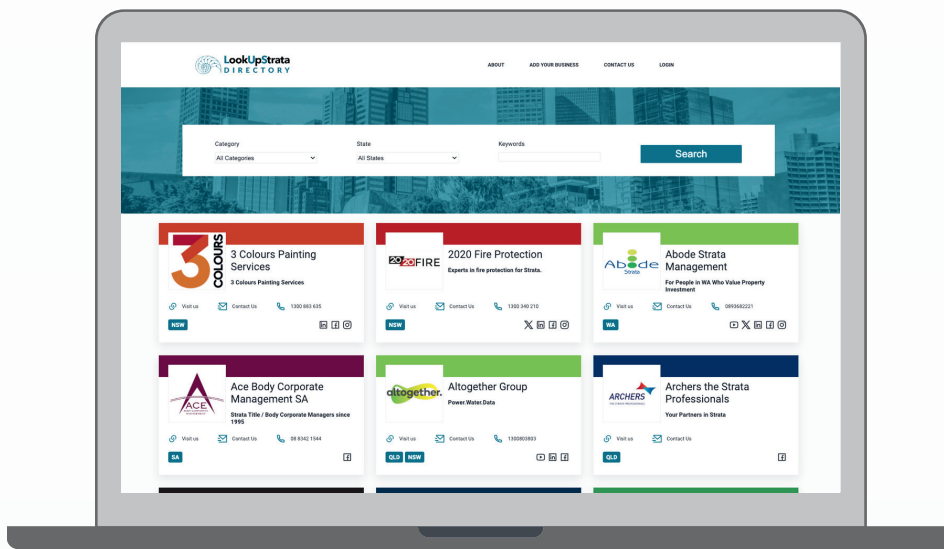 LookUpStrata
DIRECTORY
ABOUT
ADD YOUR BUSINESS
CONTACT US
LOGIN
Category
All Categories
State
All States
Keywords
Search
3 COLOURS
3 Colours Painting
Services
3 Colours Painting Services
Visit us
Contact Us
1300 883 635
NSW
2020FIRE
2020 Fire Protection
Experts in fire protection for Strata.
Visit us
Contact Us
1300 340 210
NSW
Abode
Strata
Abode Strata
Management
For People in WA Who Value Property
Investment
Visit us
Contact Us
0893682221
WA
ACE
Ace Body Corporate
Management SA
Strata Title / Body Corporate Managers since
1995
Visit us
Contact Us
08 8342 1544
SA
altogether.
Altogether Group
Power.Water.Data
Visit us
Contact Us
1300803803
QLD
NSW
ARCHERS
Archers the Strata
Professionals
Your Partners in Strata
Visit us
Contact Us
QLD